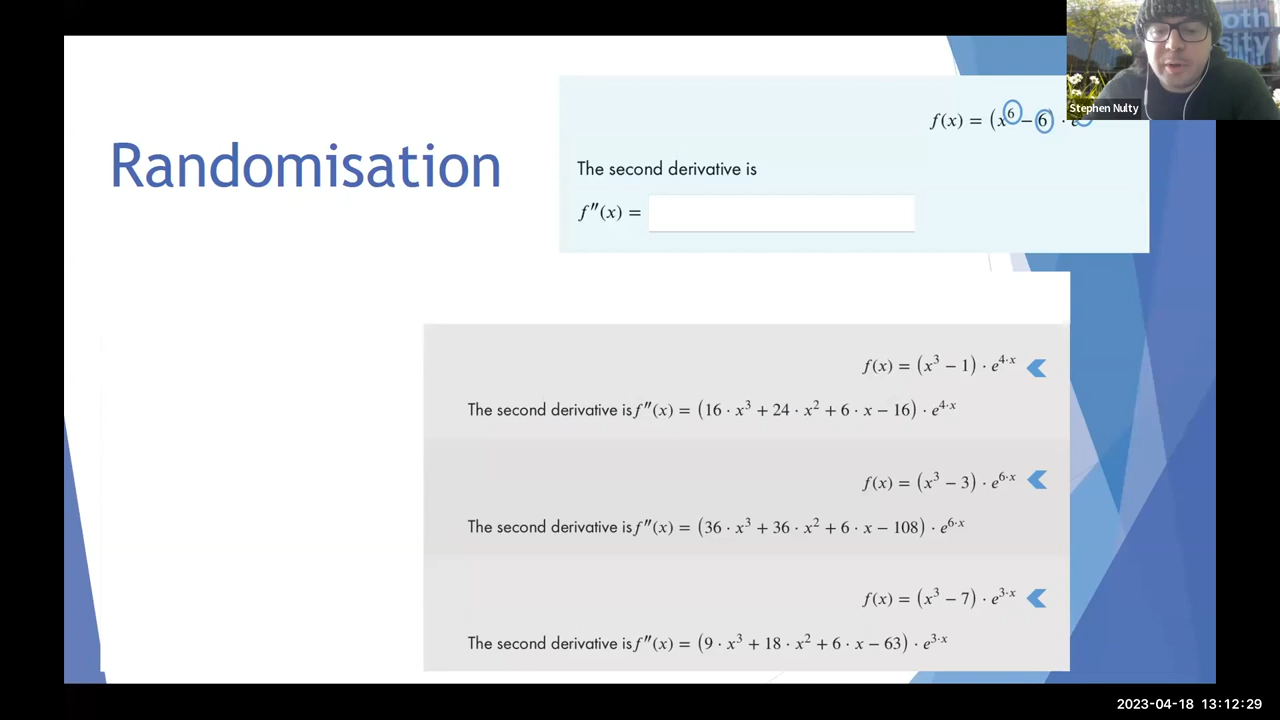 oth
sity
Stephen Nulty
Randomisation
f(x) = (x⁶ − 6) · e
The second derivative is
f″(x) =
f(x) = (x³ − 1) · e⁴·ˣ
The second derivative is f″(x) = (16 · x³ + 24 · x² + 6 · x − 16) · e⁴·ˣ
f(x) = (x³ − 3) · e⁶·ˣ
The second derivative is f″(x) = (36 · x³ + 36 · x² + 6 · x − 108) · e⁶·ˣ
f(x) = (x³ − 7) · e³·ˣ
The second derivative is f″(x) = (9 · x³ + 18 · x² + 6 · x − 63) · e³·ˣ
2023-04-18 13:12:29